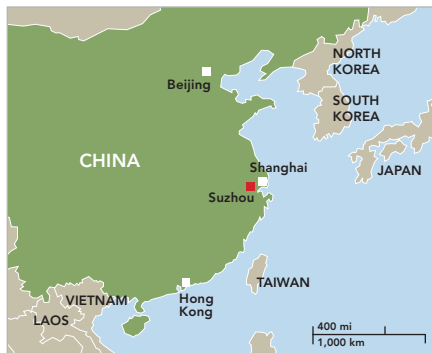 NORTH
KOREA
Beijing
SOUTH
KOREA
CHINA
Shanghai
JAPAN
Suzhou
TAIWAN
VIETNAM
Hong
Kong
LAOS
400 mi
1,000 km